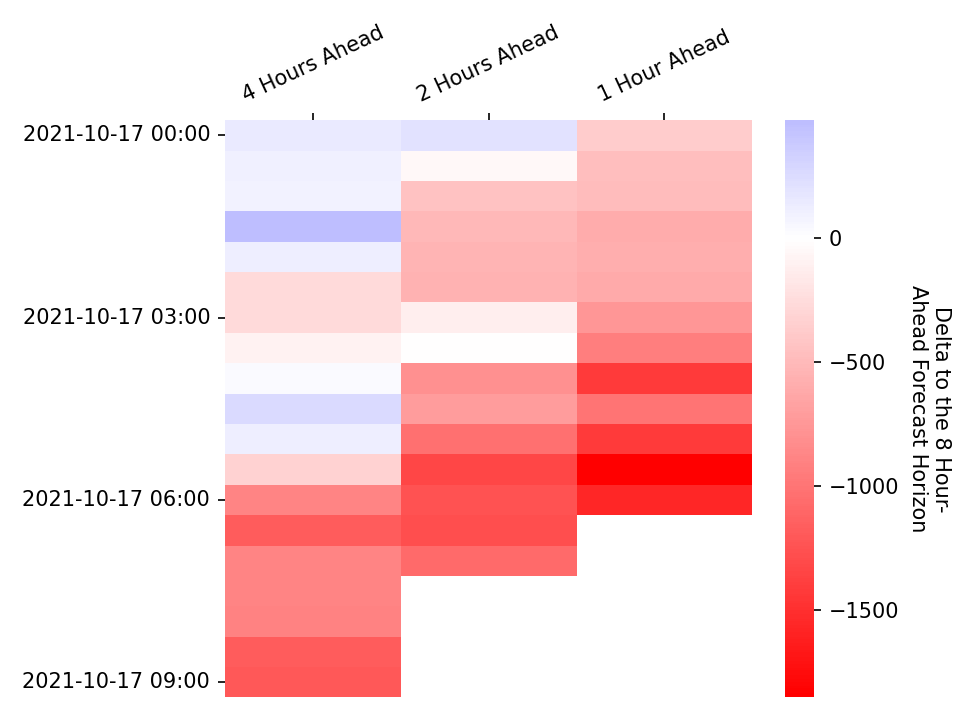 4 Hours Ahead
2 Hours Ahead
1 Hour Ahead
2021-10-17 00:00
2021-10-17 03:00
2021-10-17 06:00
2021-10-17 09:00
0
−500
−1000
−1500
Delta to the 8 Hour-
Ahead Forecast Horizon